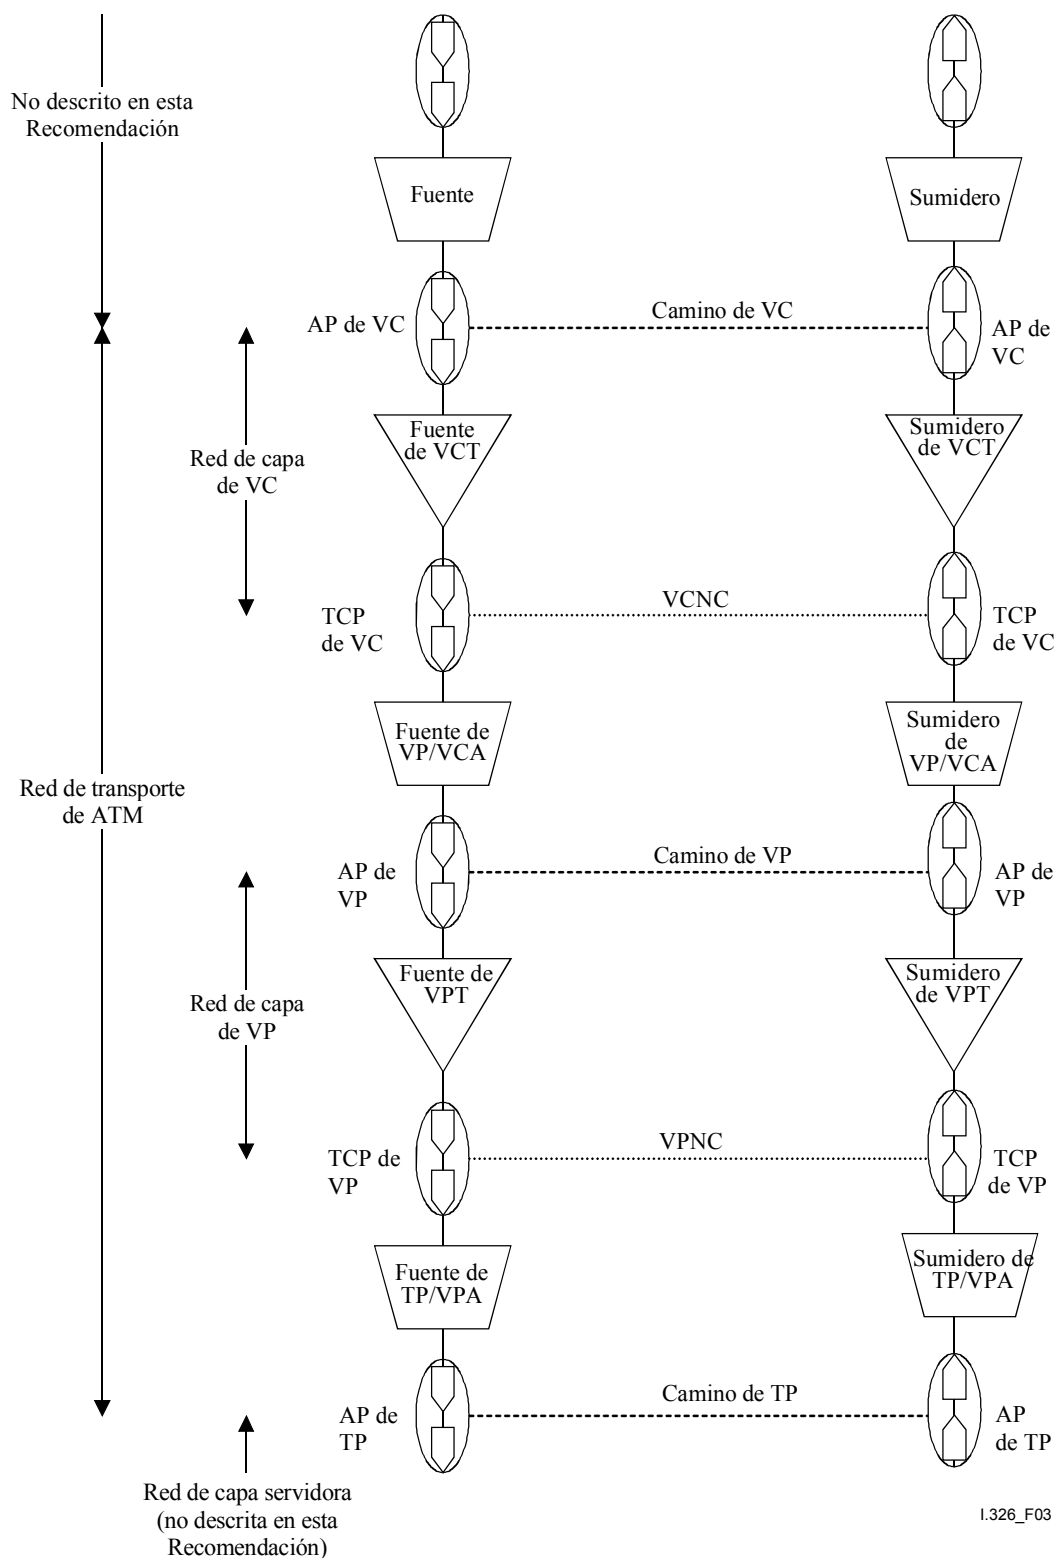 No descrito en esta
Recomendación
Fuente
Sumidero
AP de VC
Camino de VC
AP de
VC
Red de capa
de VC
Fuente
de VCT
Sumidero
de VCT
TCP
de VC
VCNC
TCP
de VC
Fuente de
VP/VCA
Sumidero
de
VP/VCA
Red de transporte
de ATM
AP de
VP
Camino de VP
AP de
VP
Red de capa
de VP
Fuente de
VPT
Sumidero
de VPT
TCP de
VP
VPNC
TCP
de VP
Fuente de
TP/VPA
Sumidero de
TP/VPA
AP de
TP
Camino de TP
AP
de TP
Red de capa servidora
(no descrita en esta
Recomendación)
I.326_F03